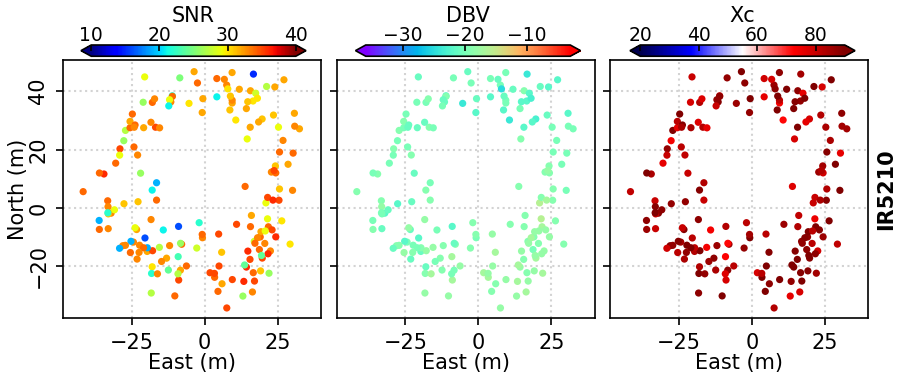 SNR DBV Xc
10 20 30 40 −30 −20 −10 20 40 60 80
40
20
0
−20
North (m)
−25 0 25 −25 0 25 −25 0 25
East (m) East (m) East (m)
IR5210